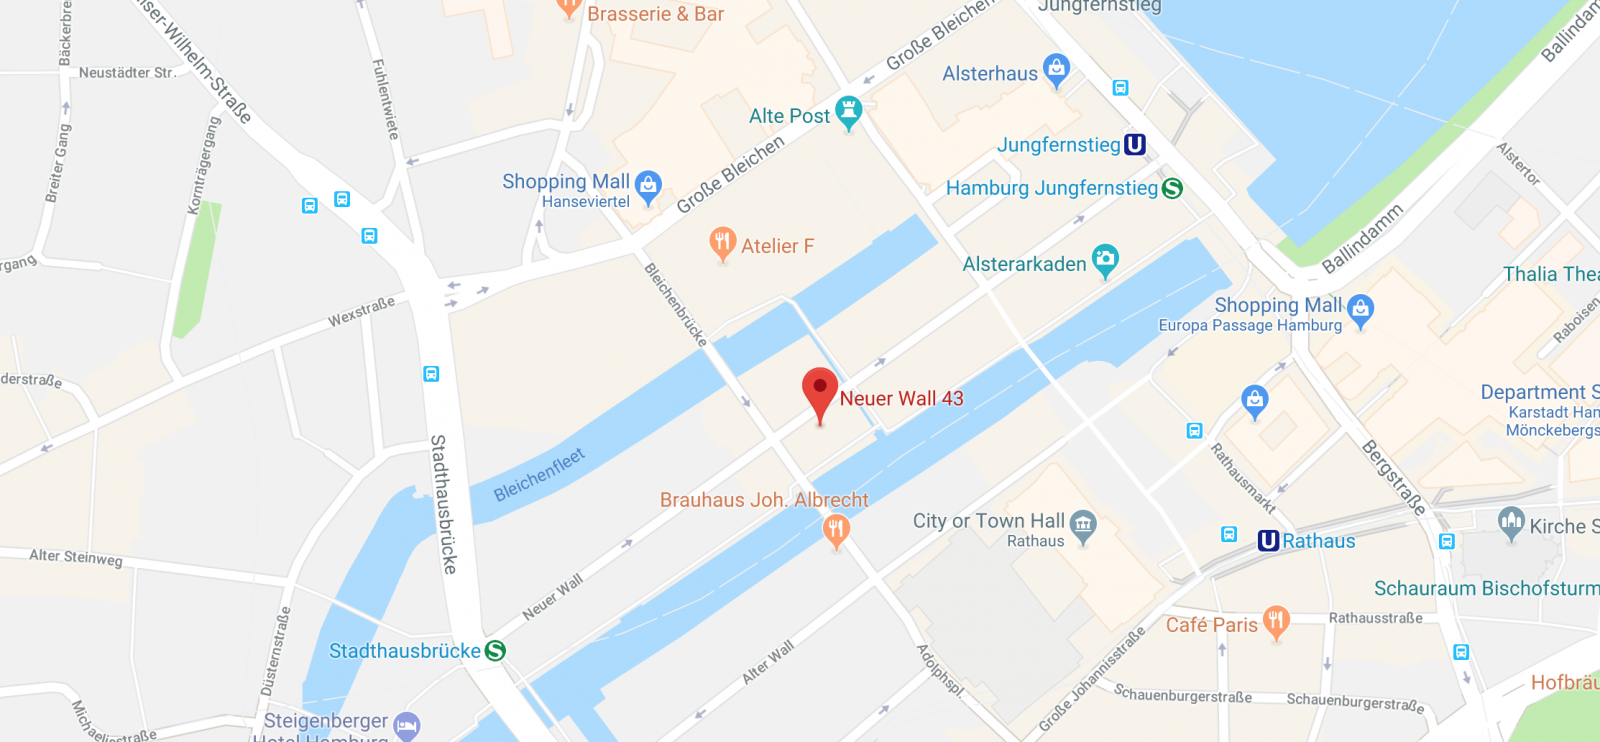 Brasserie & Bar
Jungfernstieg
Große Bleichen
Ballindamm
Bäckerbre
Neustädter Str.
iser-Wilhelm-Straße
Fuhlentwiete
Alsterhaus
Alte Post
Jungfernstieg
U
Breiter Gang
Kornträgergang
Große Bleichen
Shopping Mall
Hanseviertel
Hamburg Jungfernstieg
S
Alstertor
Atelier F
Alsterarkaden
Ballindamm
rgang
Thalia Thea
Wexstraße
Bleichenbrücke
Shopping Mall
Europa Passage Hamburg
Raboisen
derstraße
Neuer Wall 43
Department S
Karstadt Ham
Mönckebergs
Stadthausbrücke
Bleichenfleet
Rathausmarkt
Bergstraße
Brauhaus Joh. Albrecht
City or Town Hall
Rathaus
U
Rathaus
Kirche S
Alter Steinweg
Neuer Wall
Schauraum Bischofsturm
Café Paris
Rathausstraße
Stadthausbrücke
S
Düsternstraße
Alter Wall
Adolphspl.
Große Johannisstraße
Schauenburgerstraße
Schauenburgerstraße
Hofbräu
Michaelisstraße
Steigenberger
Hotel Hamburg